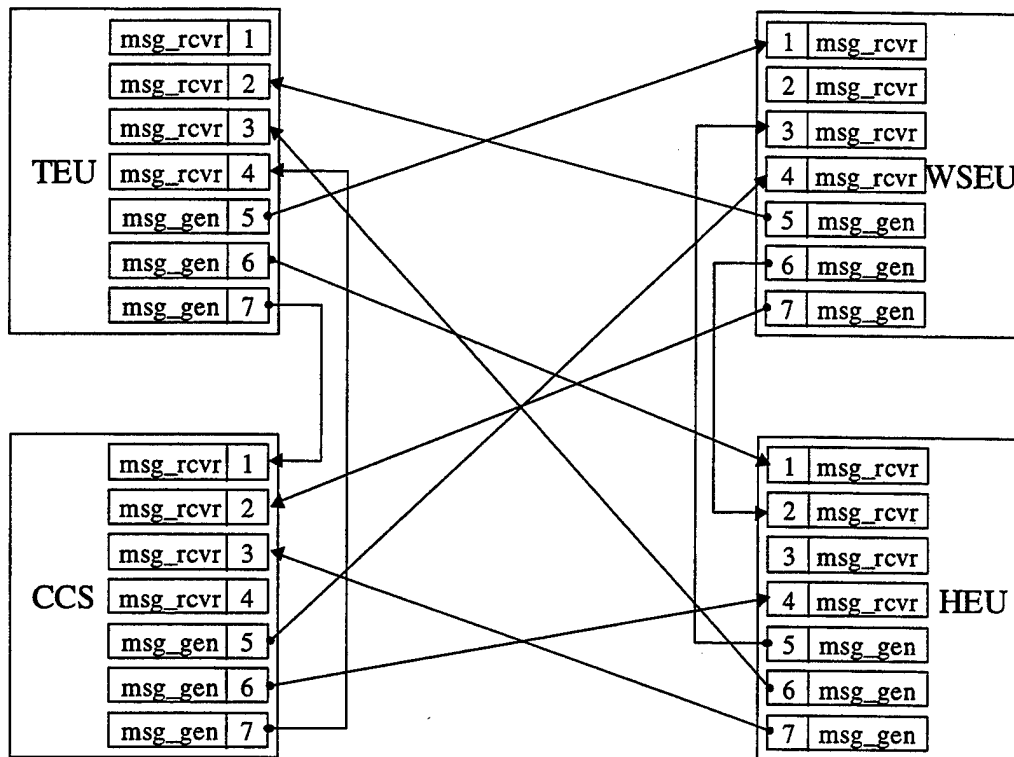 msg_rcvr 1
msg_rcvr 2
msg_rcvr 3
TEU msg_rcvr 4
msg_gen 5
msg_gen 6
msg_gen 7
1 msg_rcvr
2 msg_rcvr
3 msg_rcvr
4 msg_rcvr WSEU
5 msg_gen
6 msg_gen
7 msg_gen
msg_rcvr 1
msg_rcvr 2
msg_rcvr 3
CCS msg_rcvr 4
msg_gen 5
msg_gen 6
msg_gen 7
1 msg_rcvr
2 msg_rcvr
3 msg_rcvr
4 msg_rcvr HEU
5 msg_gen
6 msg_gen
7 msg_gen